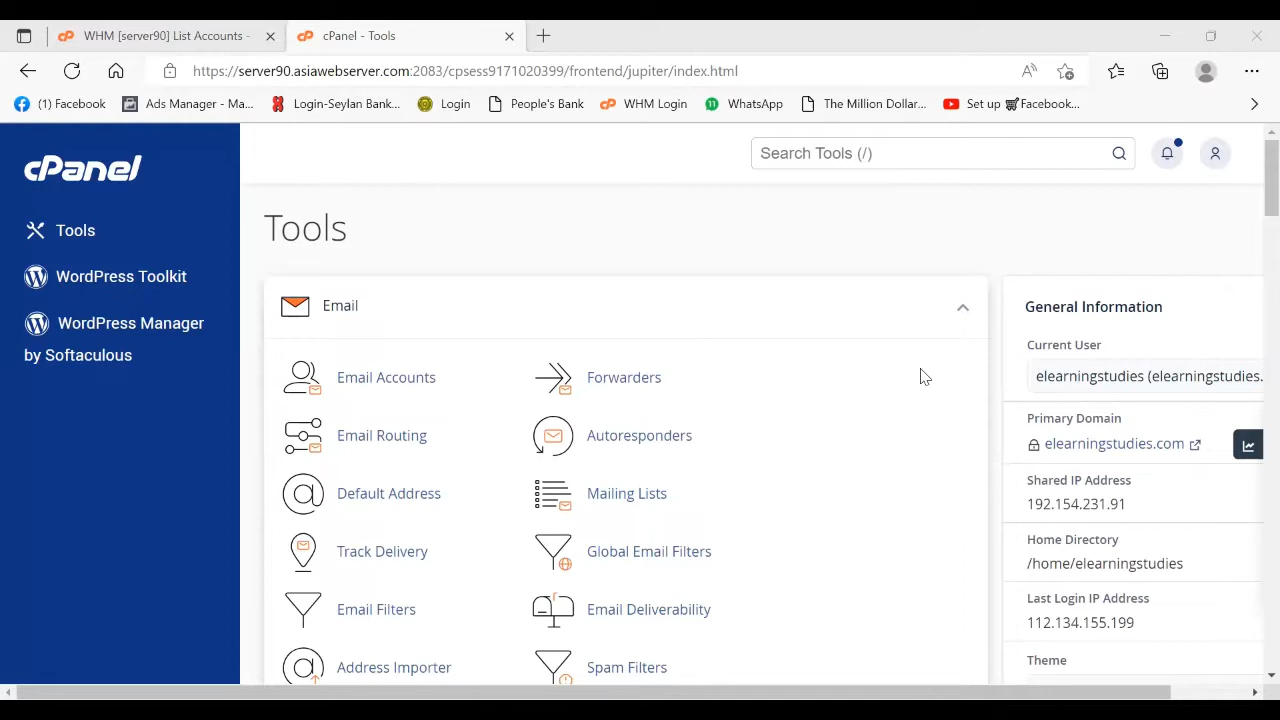 WHM [server90] List Accounts -
cPanel - Tools
https://server90.asiawebserver.com:2083/cpsess9171020399/frontend/jupiter/index.html
(1) Facebook
Ads Manager - Ma...
Login-Seylan Bank...
Login
People's Bank
WHM Login
11
WhatsApp
The Million Dollar...
Set up 🛒Facebook...
cPanel
Search Tools (/)
Tools
WordPress Toolkit
WordPress Manager
by Softaculous
Tools
Email
Email Accounts
Forwarders
Email Routing
Autoresponders
Default Address
Mailing Lists
Track Delivery
Global Email Filters
Email Filters
Email Deliverability
Address Importer
Spam Filters
General Information
Current User
elearningstudies (elearningstudies.
Primary Domain
elearningstudies.com
Shared IP Address
192.154.231.91
Home Directory
/home/elearningstudies
Last Login IP Address
112.134.155.199
Theme